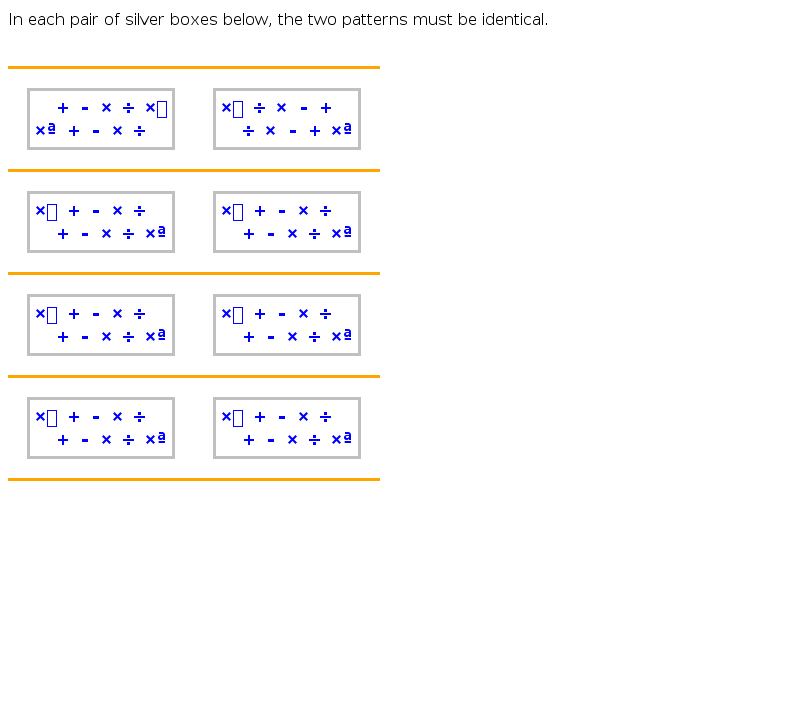 In each pair of silver boxes below, the two patterns must be identical.
+ - × ÷ ×▯
×ª + - × ÷
×▯ ÷ × - +
÷ × - + ×ª
×▯ + - × ÷
+ - × ÷ ×ª
×▯ + - × ÷
+ - × ÷ ×ª
×▯ + - × ÷
+ - × ÷ ×ª
×▯ + - × ÷
+ - × ÷ ×ª
×▯ + - × ÷
+ - × ÷ ×ª
×▯ + - × ÷
+ - × ÷ ×ª